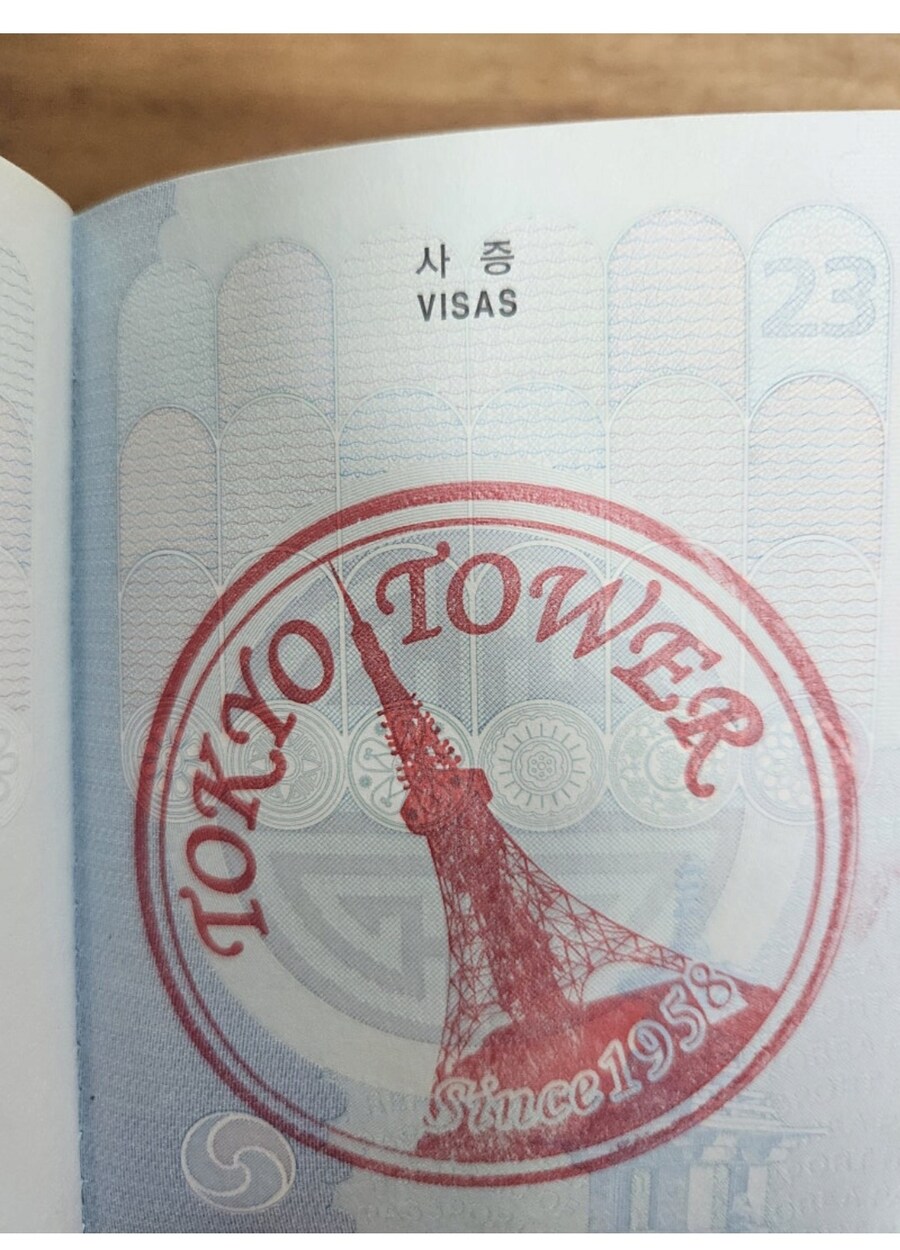 사 증
VISAS
23
TOKYO TOWER
Since 1958